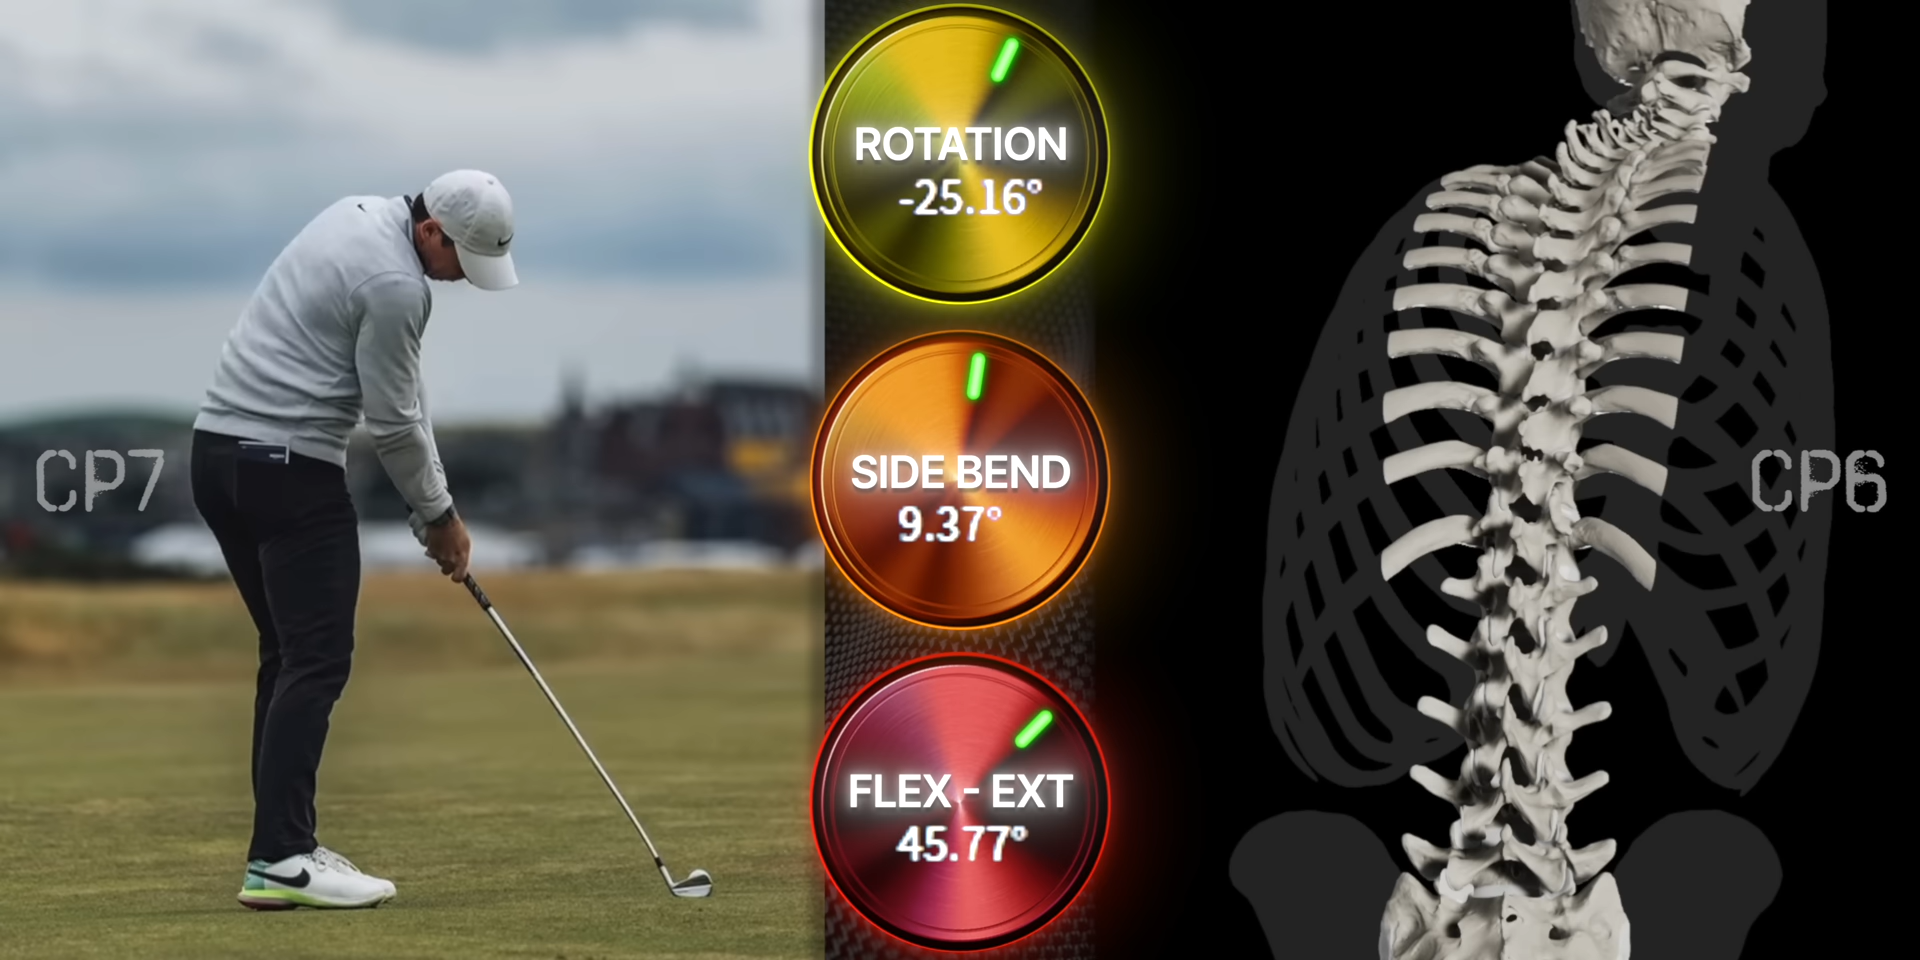 CP7
ROTATION
-25.16°
SIDE BEND
9.37°
FLEX - EXT
45.77°
CP6